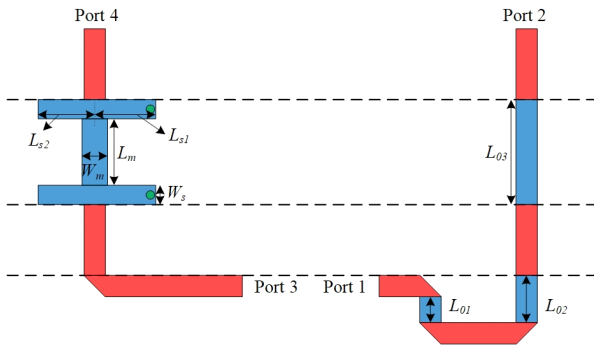 Port 4
Port 2
Ls2
Ls1
Wm
Lm
L03
Ws
Port 3
Port 1
L01
L02